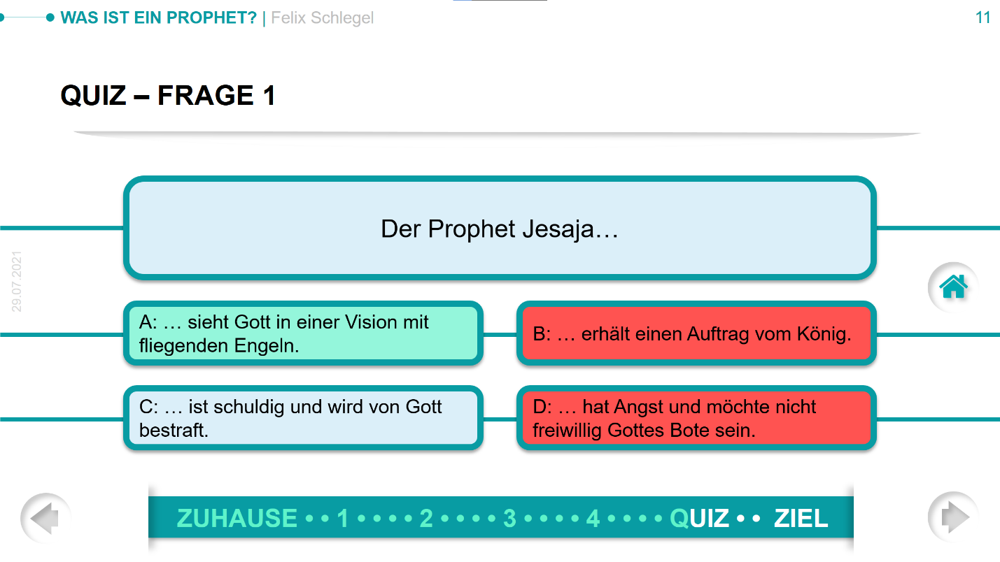 WAS IST EIN PROPHET? | Felix Schlegel
11
QUIZ – FRAGE 1
Der Prophet Jesaja…
29.07.2021
A: … sieht Gott in einer Vision mit
fliegenden Engeln.
B: … erhält einen Auftrag vom König.
C: … ist schuldig und wird von Gott
bestraft.
D: … hat Angst und möchte nicht
freiwillig Gottes Bote sein.
ZUHAUSE • • 1 • • • • 2 • • • • 3 • • • • 4 • • • • QUIZ • • ZIEL